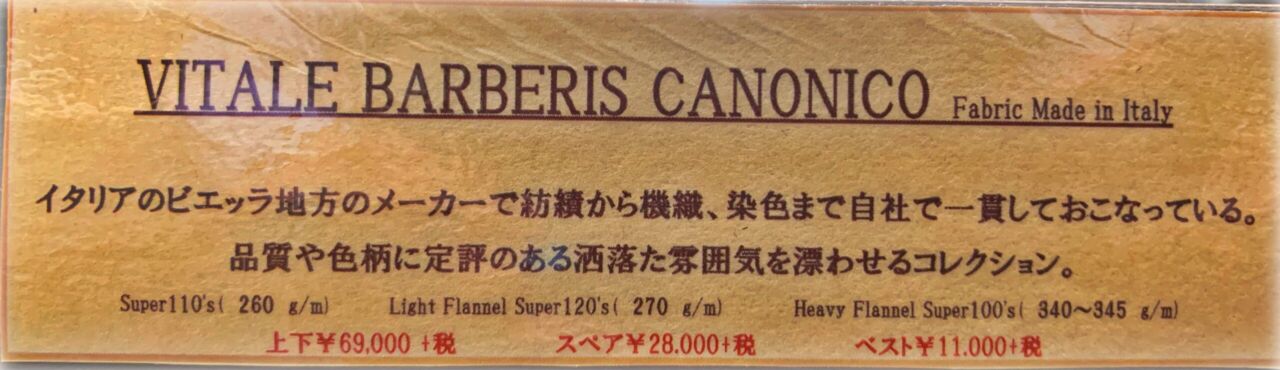 VITALE BARBERIS CANONICO Fabric Made in Italy
イタリアのビエッラ地方のメーカーで紡績から機織、染色まで自社で一貫しておこなっている。
品質や色柄に定評のある洒落た雰囲気を漂わせるコレクション。
Super110's( 260 g/m) Light Flannel Super120's( 270 g/m) Heavy Flannel Super100's( 340～345 g/m)
上下￥69,000 +税 スペア￥28.000+税 ベスト￥11.000+税